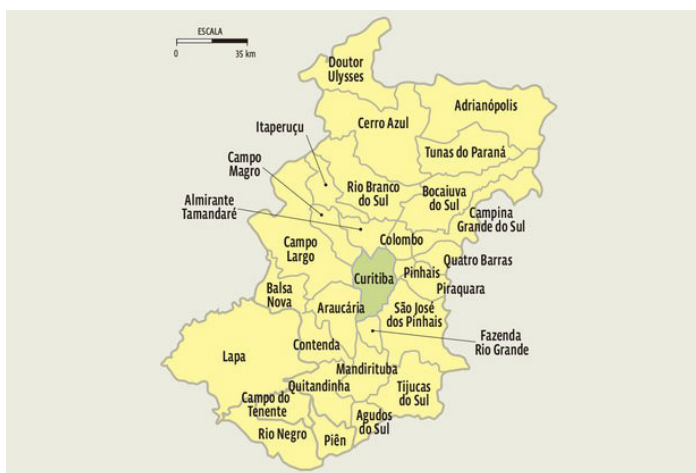 ESCALA
0 35 km
Doutor
Ulysses
Adrianópolis
Cerro Azul
Itaperuçu
Tunas do Paraná
Campo
Magro
Rio Branco
do Sul
Bocaiuva
do Sul
Almirante
Tamandaré
Campina
Grande do Sul
Colombo
Campo
Largo
Quatro Barras
Curitiba
Pinhais
Piraquara
Balsa
Nova
Araucária
São José
dos Pinhais
Fazenda
Rio Grande
Contenda
Lapa
Mandirituba
Quitandinha
Tijucas
do Sul
Campo do
Tenente
Agudos
do Sul
Rio Negro
Piên